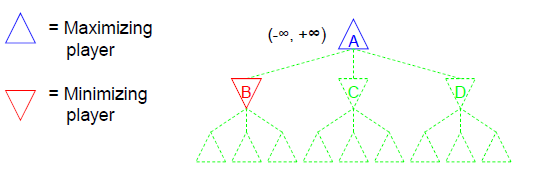 = Maximizing
player
(-∞, +∞)
A
= Minimizing
player
B
C
D